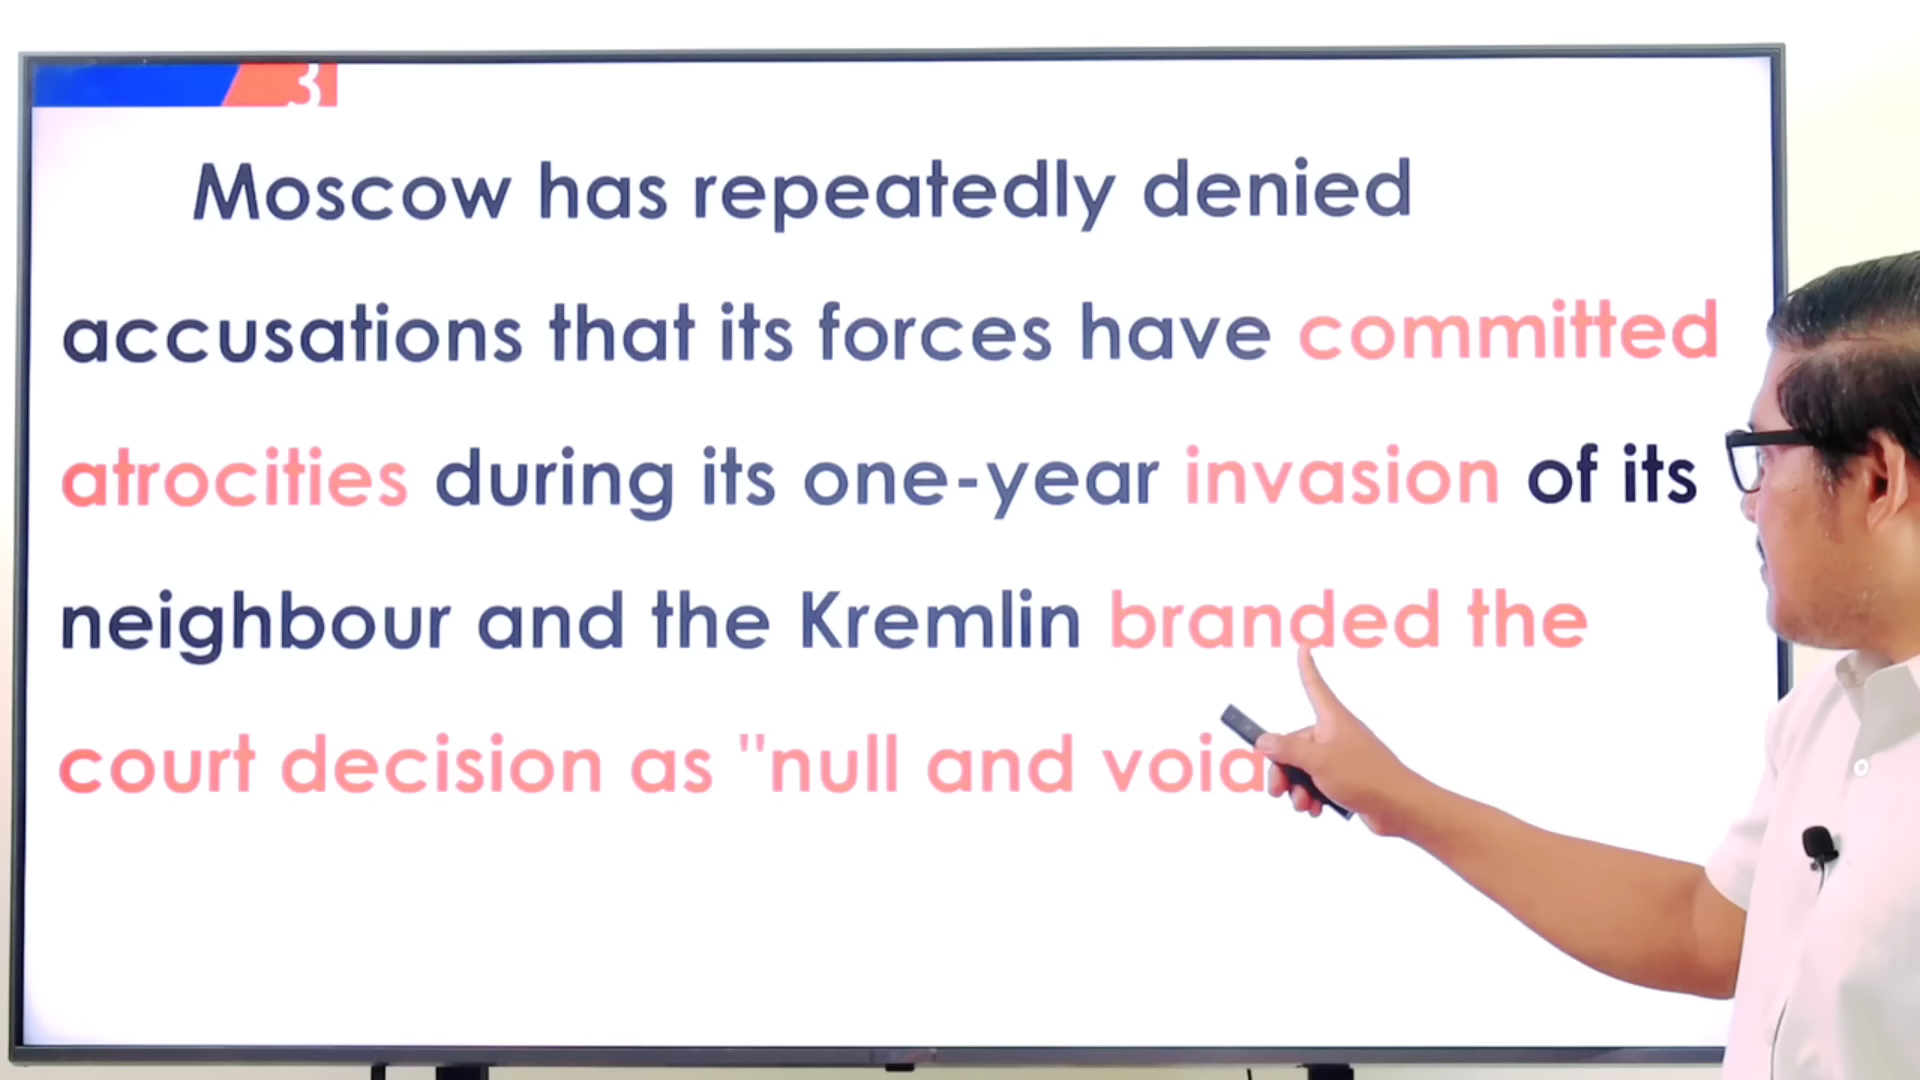 3
Moscow has repeatedly denied
accusations that its forces have committed
atrocities during its one-year invasion of its
neighbour and the Kremlin branded the
court decision as "null and void